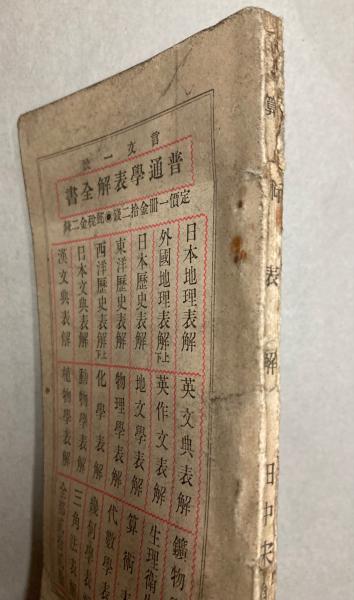 普通學表解全書
定價一冊金拾二錢●郵稅金二錢
日本地理表解
外國地理表解上下
日本歷史表解
東洋歷史表解
西洋歷史表解上下
日本文典表解
漢文典表解
英文典表解
英作文表解
地文學表解
物理學表解
化學表解
動物學表解
植物學表解
鑛物
生理衛生
算術
代數學表
幾何學表
三角法表
算
表解
田中